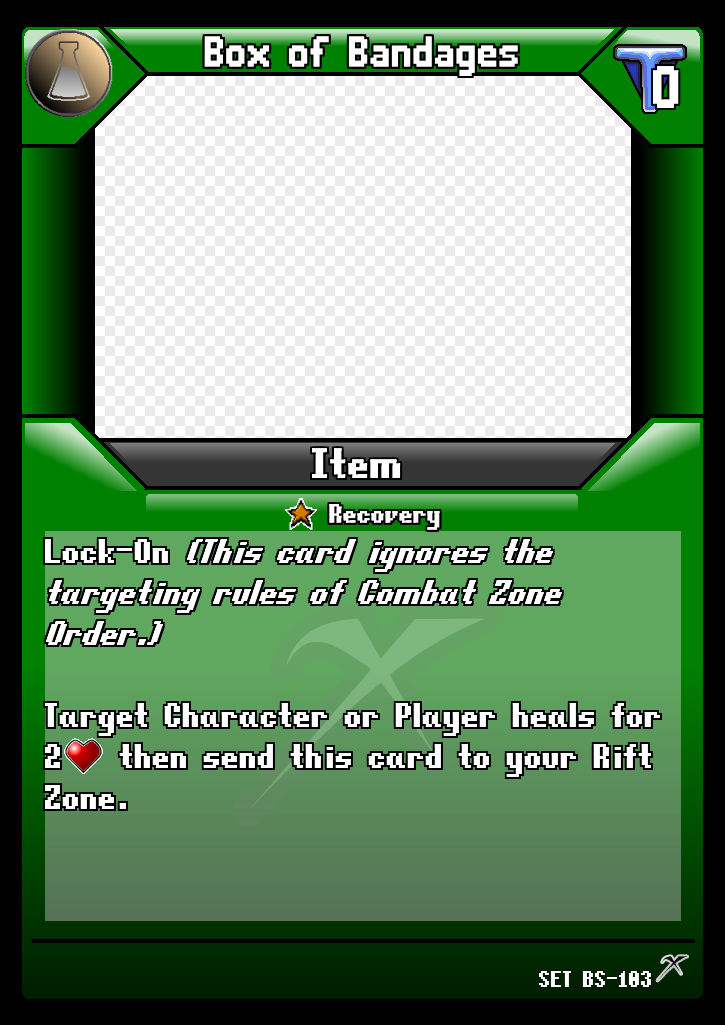 Box of Bandages
T0
Item
Recovery
Lock-On (This card ignores the
targeting rules of Combat Zone
Order.)
Target Character or Player heals for
2 then send this card to your Rift
Zone.
SET BS-103